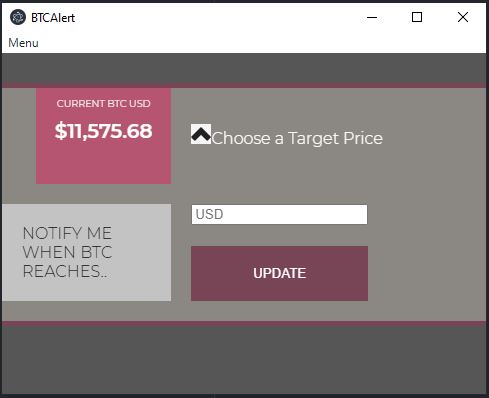 BTCAlert
Menu
CURRENT BTC USD
$11,575.68
Choose a Target Price
USD
NOTIFY ME
WHEN BTC
REACHES..
UPDATE